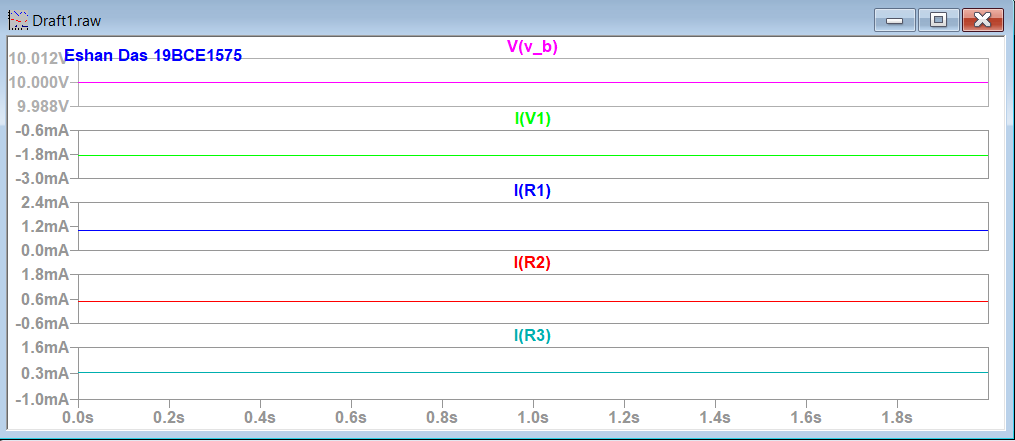 Draft1.raw
Eshan Das 19BCE1575
V(v_b)
10.012V
10.000V
9.988V
I(V1)
-0.6mA
-1.8mA
-3.0mA
I(R1)
2.4mA
1.2mA
0.0mA
I(R2)
1.8mA
0.6mA
-0.6mA
I(R3)
1.6mA
0.3mA
-1.0mA
0.0s 0.2s 0.4s 0.6s 0.8s 1.0s 1.2s 1.4s 1.6s 1.8s